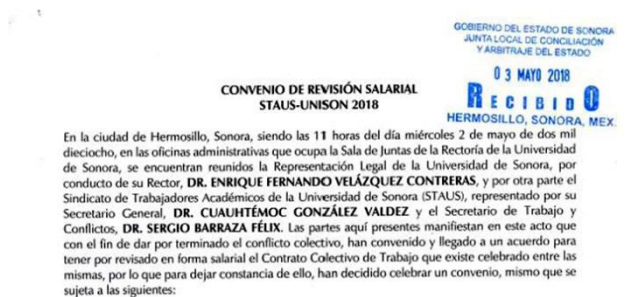 GOBIERNO DEL ESTADO DE SONORA
JUNTA LOCAL DE CONCILIACIÓN
Y ARBITRAJE DEL ESTADO
03 MAYO 2018
RECIBIDO
HERMOSILLO, SONORA, MEX.
CONVENIO DE REVISIÓN SALARIAL
STAUS-UNISON 2018
En la ciudad de Hermosillo, Sonora, siendo las 11 horas del día miércoles 2 de mayo de dos mil
dieciocho, en las oficinas administrativas que ocupa la Sala de Juntas de la Rectoría de la Universidad
de Sonora, se encuentran reunidos la Representación Legal de la Universidad de Sonora, por
conducto de su Rector, DR. ENRIQUE FERNANDO VELÁZQUEZ CONTRERAS, y por otra parte el
Sindicato de Trabajadores Académicos de la Universidad de Sonora (STAUS), representado por su
Secretario General, DR. CUAUHTÉMOC GONZÁLEZ VALDEZ y el Secretario de Trabajo y
Conflictos, DR. SERGIO BARRAZA FÉLIX. Las partes aquí presentes manifiestan en este acto que
con el fin de dar por terminado el conflicto colectivo, han convenido y llegado a un acuerdo para
tener por revisado en forma salarial el Contrato Colectivo de Trabajo que existe celebrado entre las
mismas, por lo que para dejar constancia de ello, han decidido celebrar un convenio, mismo que se
sujeta a las siguientes: